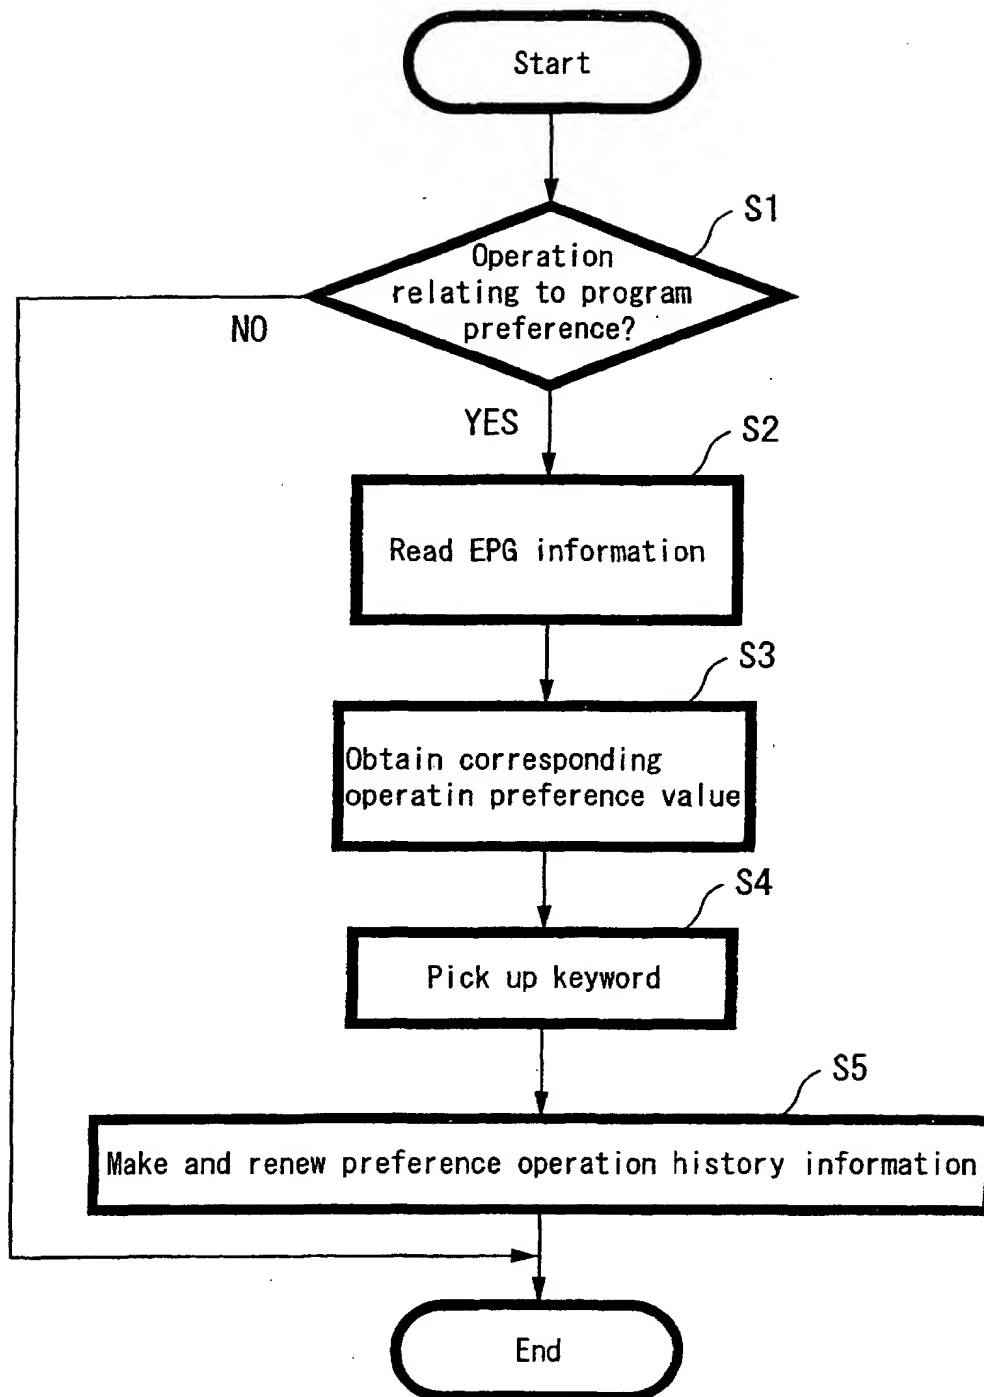 Start
S1
Operation
relating to program
preference?
NO
YES
S2
Read EPG information
S3
Obtain corresponding
operatin preference value
S4
Pick up keyword
S5
Make and renew preference operation history information
End